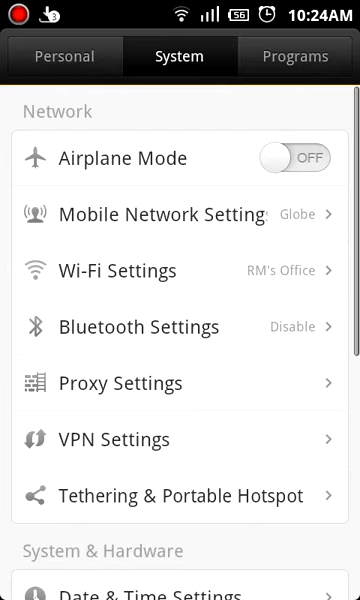 3 56 10:24AM
Personal System Programs
Network
Airplane Mode OFF
Mobile Network Settings Globe
Wi-Fi Settings RM's Office
Bluetooth Settings Disable
Proxy Settings
VPN Settings
Tethering & Portable Hotspot
System & Hardware
Date & Time Settings